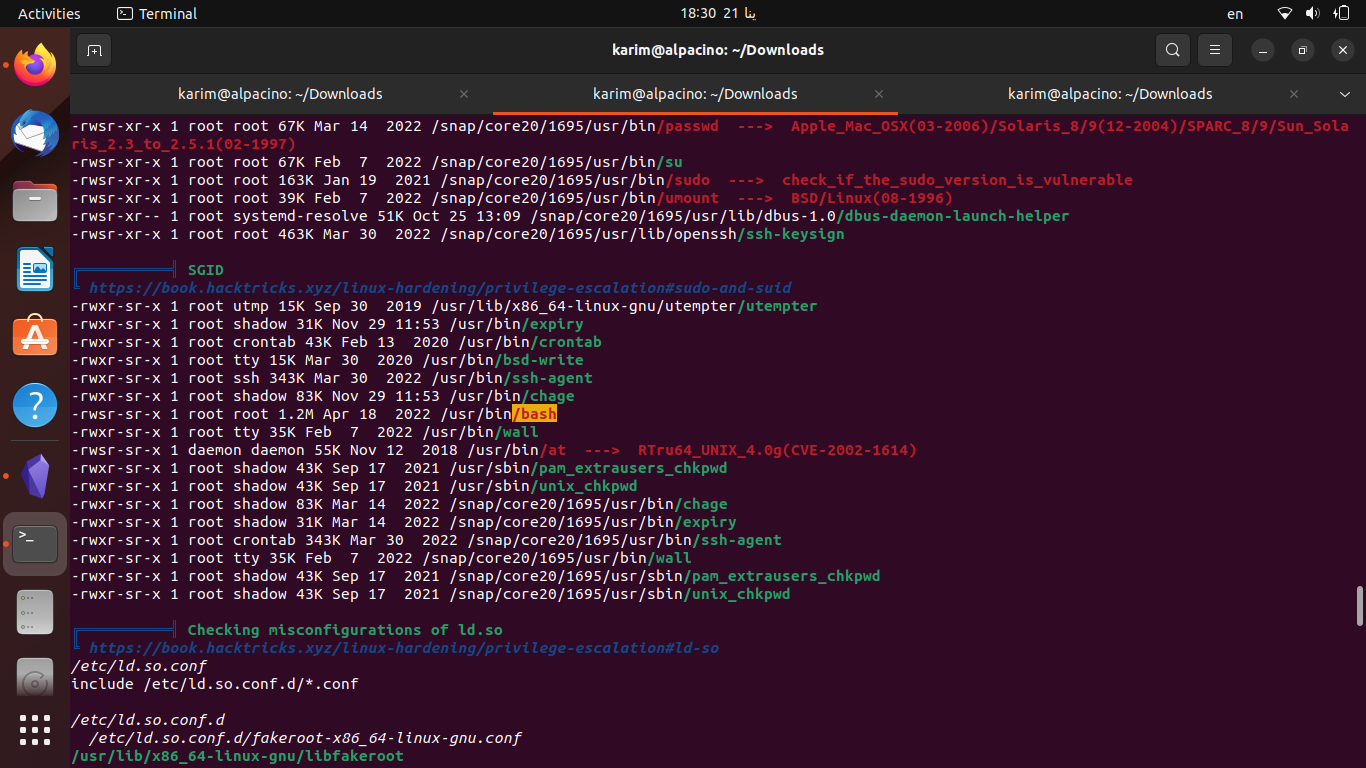 Activities
Terminal
18:30 21 ينا
en
karim@alpacino: ~/Downloads
karim@alpacino: ~/Downloads
karim@alpacino: ~/Downloads
karim@alpacino: ~/Downloads
-rwsr-xr-x 1 root root 67K Mar 14  2022 /snap/core20/1695/usr/bin/passwd  --->  Apple_Mac_OSX(03-2006)/Solaris_8/9(12-2004)/SPARC_8/9/Sun_Sola
ris_2.3_to_2.5.1(02-1997)
-rwsr-xr-x 1 root root 67K Feb  7  2022 /snap/core20/1695/usr/bin/su
-rwsr-xr-x 1 root root 163K Jan 19  2021 /snap/core20/1695/usr/bin/sudo  --->  check_if_the_sudo_version_is_vulnerable
-rwsr-xr-x 1 root root 39K Feb  7  2022 /snap/core20/1695/usr/bin/umount  --->  BSD/Linux(08-1996)
-rwsr-xr-- 1 root systemd-resolve 51K Oct 25 13:09 /snap/core20/1695/usr/lib/dbus-1.0/dbus-daemon-launch-helper
-rwsr-xr-x 1 root root 463K Mar 30  2022 /snap/core20/1695/usr/lib/openssh/ssh-keysign
╔══════════╣ SGID
╚ https://book.hacktricks.xyz/linux-hardening/privilege-escalation#sudo-and-suid
-rwxr-sr-x 1 root utmp 15K Sep 30  2019 /usr/lib/x86_64-linux-gnu/utempter/utempter
-rwxr-sr-x 1 root shadow 31K Nov 29 11:53 /usr/bin/expiry
-rwxr-sr-x 1 root crontab 43K Feb 13  2020 /usr/bin/crontab
-rwxr-sr-x 1 root tty 15K Mar 30  2020 /usr/bin/bsd-write
-rwxr-sr-x 1 root ssh 343K Mar 30  2022 /usr/bin/ssh-agent
-rwxr-sr-x 1 root shadow 83K Nov 29 11:53 /usr/bin/chage
-rwsr-sr-x 1 root root 1.2M Apr 18  2022 /usr/bin/bash
-rwxr-sr-x 1 root tty 35K Feb  7  2022 /usr/bin/wall
-rwsr-sr-x 1 daemon daemon 55K Nov 12  2018 /usr/bin/at  --->  RTru64_UNIX_4.0g(CVE-2002-1614)
-rwxr-sr-x 1 root shadow 43K Sep 17  2021 /usr/sbin/pam_extrausers_chkpwd
-rwxr-sr-x 1 root shadow 43K Sep 17  2021 /usr/sbin/unix_chkpwd
-rwxr-sr-x 1 root shadow 83K Mar 14  2022 /snap/core20/1695/usr/bin/chage
-rwxr-sr-x 1 root shadow 31K Mar 14  2022 /snap/core20/1695/usr/bin/expiry
-rwxr-sr-x 1 root crontab 343K Mar 30  2022 /snap/core20/1695/usr/bin/ssh-agent
-rwxr-sr-x 1 root tty 35K Feb  7  2022 /snap/core20/1695/usr/bin/wall
-rwxr-sr-x 1 root shadow 43K Sep 17  2021 /snap/core20/1695/usr/sbin/pam_extrausers_chkpwd
-rwxr-sr-x 1 root shadow 43K Sep 17  2021 /snap/core20/1695/usr/sbin/unix_chkpwd
╔══════════╣ Checking misconfigurations of ld.so
╚ https://book.hacktricks.xyz/linux-hardening/privilege-escalation#ld-so
/etc/ld.so.conf
include /etc/ld.so.conf.d/*.conf
/etc/ld.so.conf.d
  /etc/ld.so.conf.d/fakeroot-x86_64-linux-gnu.conf
/usr/lib/x86_64-linux-gnu/libfakeroot